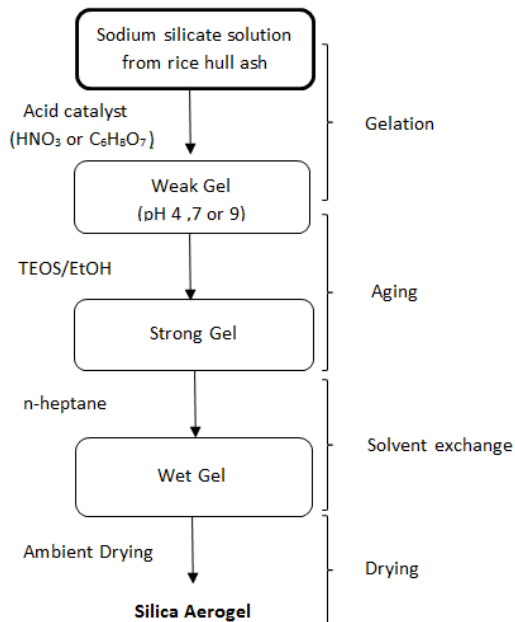 Sodium silicate solution
from rice hull ash
Acid catalyst
(HNO₃ or C₆H₈O₇)
Gelation
Weak Gel
(pH 4 ,7 or 9)
TEOS/EtOH
Aging
Strong Gel
n-heptane
Solvent exchange
Wet Gel
Ambient Drying
Drying
Silica Aerogel